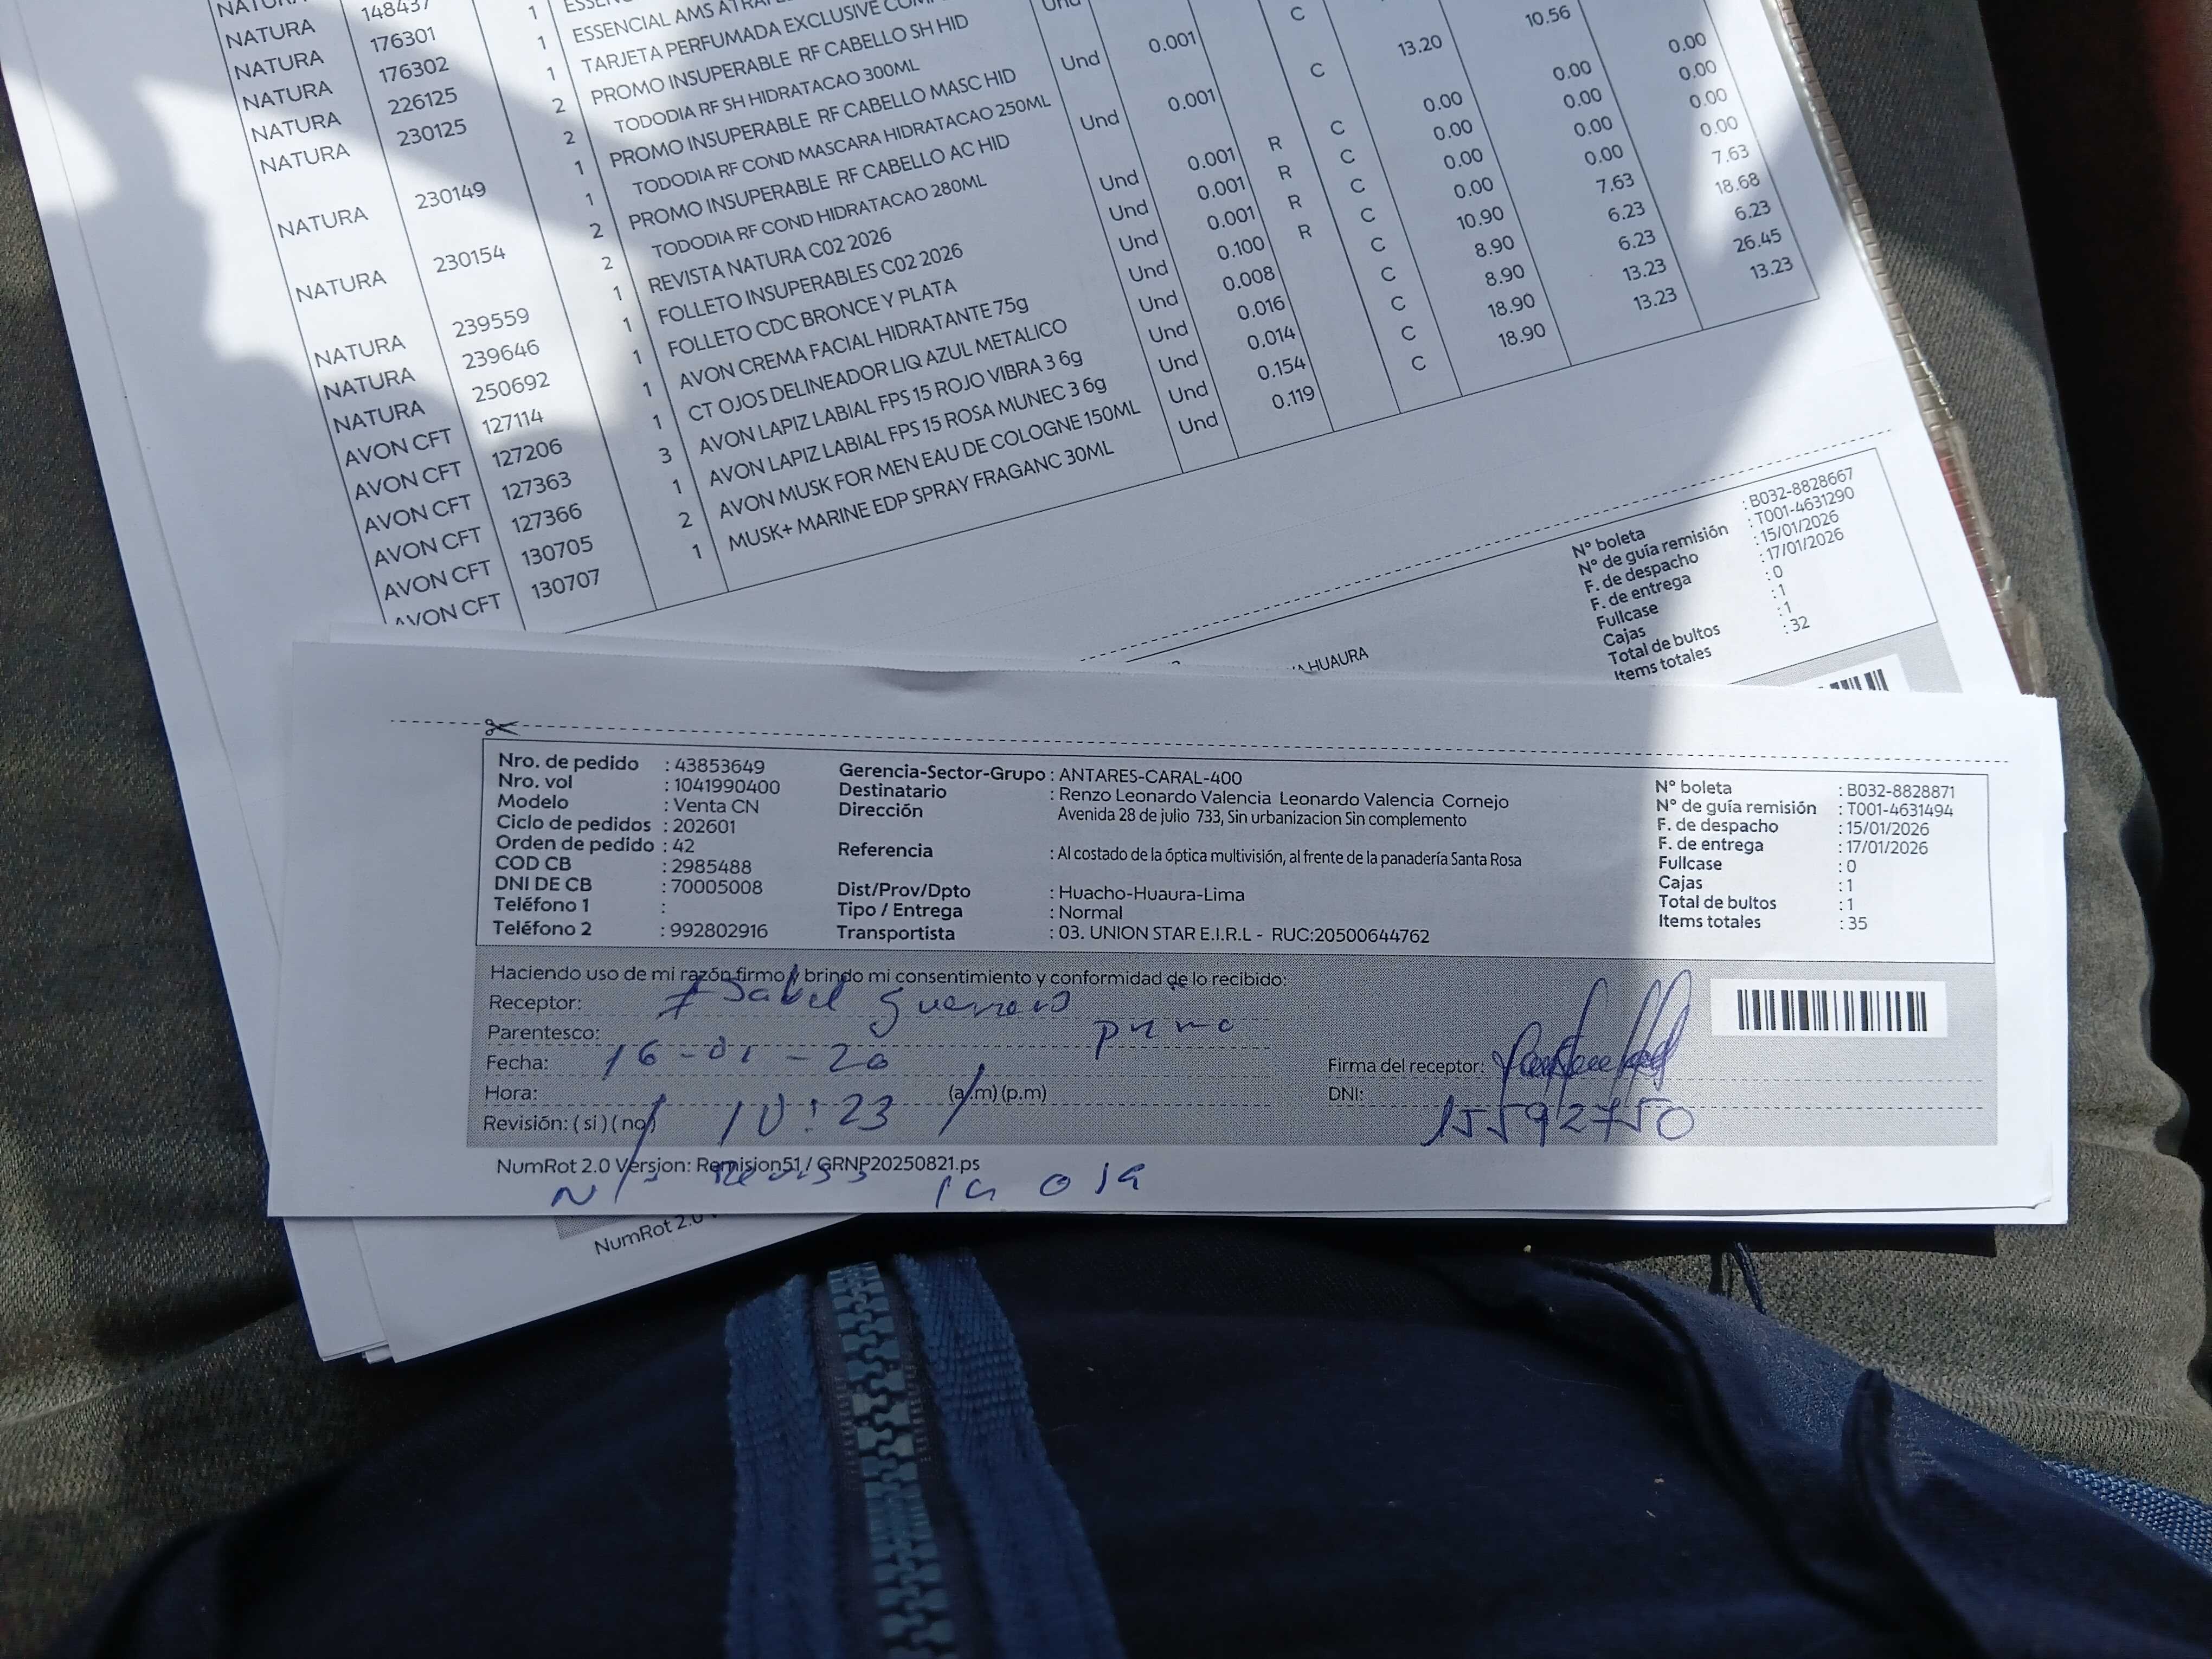 NATURA 148437 1
NATURA 176301 1 ESSENCIAL AMS
NATURA 176302 1 TARJETA PERFUMADA EXCLUSIVE
NATURA 226125 2 PROMO INSUPERABLE RF CABELLO SH HID Und 0.001 C 13.20 10.56 0.00
TODODIA RF SH HIDRATACAO 300ML
NATURA 230125 2 PROMO INSUPERABLE RF CABELLO MASC HID Und 0.001 C
NATURA 230149 1 TODODIA RF COND MASCARA HIDRATACAO 250ML
1 PROMO INSUPERABLE RF CABELLO AC HID
NATURA 230154 2 TODODIA RF COND HIDRATACAO 280ML
NATURA 239559 2 REVISTA NATURA C02 2026 Und 0.001 R C 0.00 0.00 0.00
NATURA 239646 1 FOLLETO INSUPERABLES C02 2026 Und 0.001 R C 0.00 0.00 0.00
NATURA 250692 1 FOLLETO CDC BRONCE Y PLATA Und 0.001 R C 0.00 0.00 0.00
AVON CFT 127114 1 AVON CREMA FACIAL HIDRATANTE 75g Und 0.100 R C 0.00 0.00 0.00
AVON CFT 127206 1 CT OJOS DELINEADOR LIQ AZUL METALICO Und 0.008 C 10.90 7.63 7.63
AVON CFT 127363 3 AVON LAPIZ LABIAL FPS 15 ROJO VIBRA 3 6g Und 0.016 C 8.90 6.23 18.68
AVON CFT 127366 1 AVON LAPIZ LABIAL FPS 15 ROSA MUNEC 3 6g Und 0.014 C 8.90 6.23 6.23
AVON CFT 130705 2 AVON MUSK FOR MEN EAU DE COLOGNE 150ML Und 0.154 C 18.90 13.23 26.45
AVON CFT 130707 1 MUSK+ MARINE EDP SPRAY FRAGANC 30ML Und 0.119 C 18.90 13.23 13.23
N° boleta : B032-8828667
N° de guía remisión : T001-4631290
F. de despacho : 15/01/2026
F. de entrega : 17/01/2026
Fullcase : 0
Cajas : 1
Total de bultos : 1
Items totales : 32
HUAURA
Nro. de pedido : 43853649
Nro. vol : 1041990400
Modelo : Venta CN
Ciclo de pedidos : 202601
Orden de pedido : 42
COD CB : 2985488
DNI DE CB : 70005008
Teléfono 1 :
Teléfono 2 : 992802916
Gerencia-Sector-Grupo : ANTARES-CARAL-400
Destinatario : Renzo Leonardo Valencia Leonardo Valencia Cornejo
Dirección Avenida 28 de julio 733, Sin urbanizacion Sin complemento
Referencia : Al costado de la óptica multivisión, al frente de la panadería Santa Rosa
Dist/Prov/Dpto : Huacho-Huaura-Lima
Tipo / Entrega : Normal
Transportista : 03. UNION STAR E.I.R.L - RUC:20500644762
N° boleta : B032-8828871
N° de guía remisión : T001-4631494
F. de despacho : 15/01/2026
F. de entrega : 17/01/2026
Fullcase : 0
Cajas : 1
Total de bultos : 1
Items totales : 35
Haciendo uso de mi razón firmo y brindo mi consentimiento y conformidad de lo recibido:
Receptor: Isabel Guerrero
Parentesco: prima
Fecha: 16-01-26
Hora: 10:23 (a.m) (p.m)
Revisión: ( si ) ( no )
Firma del receptor:
DNI: 15592750
NumRot 2.0 Version: Remision51 / GRNP20250821.ps
NumRot 2.0